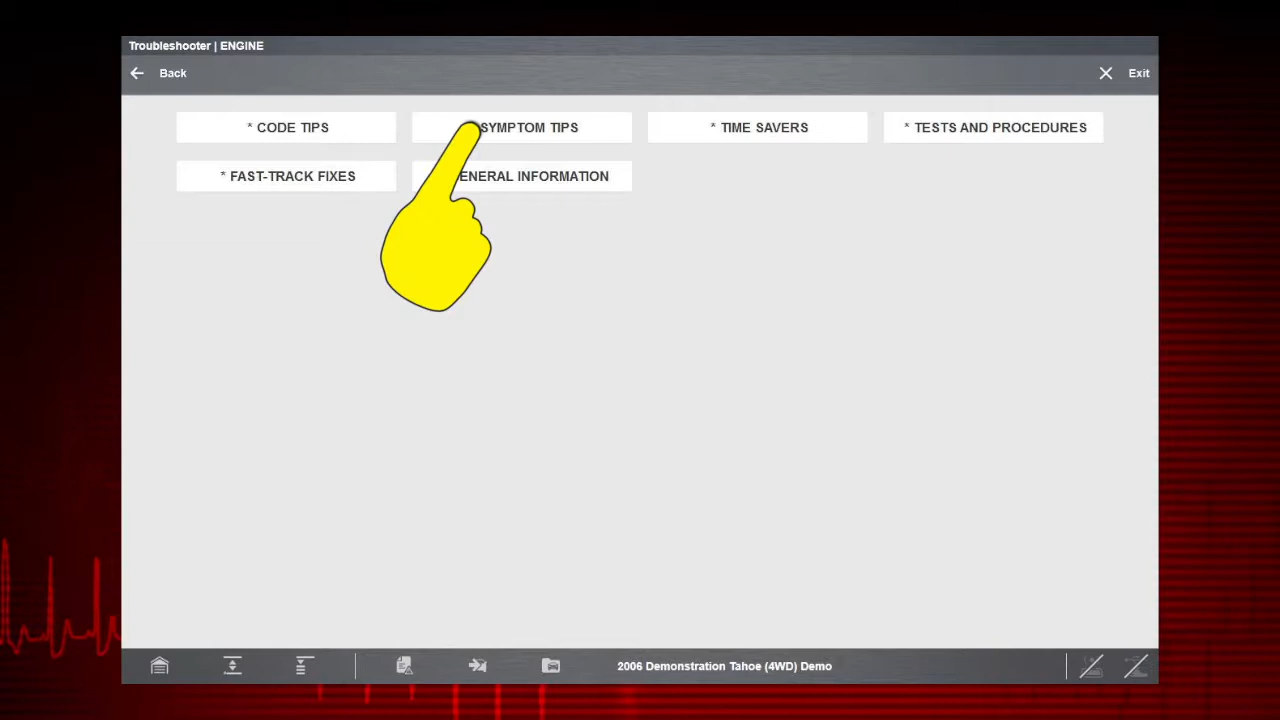 Troubleshooter | ENGINE
Back
Exit
* CODE TIPS
SYMPTOM TIPS
* TIME SAVERS
* TESTS AND PROCEDURES
* FAST-TRACK FIXES
ENERAL INFORMATION
2006 Demonstration Tahoe (4WD) Demo